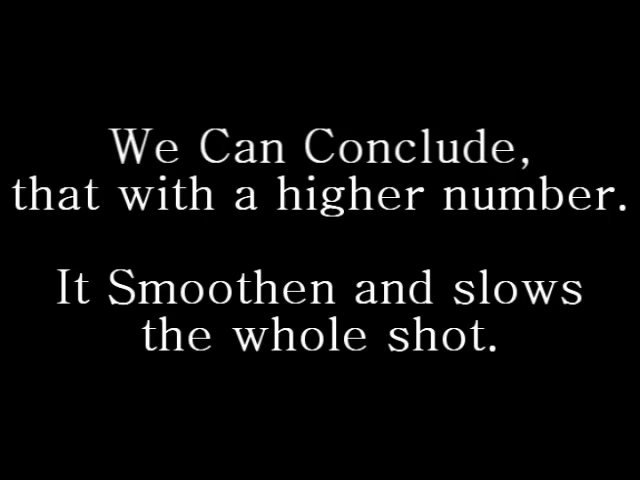 We Can Conclude,
that with a higher number.
It Smoothen and slows
the whole shot.